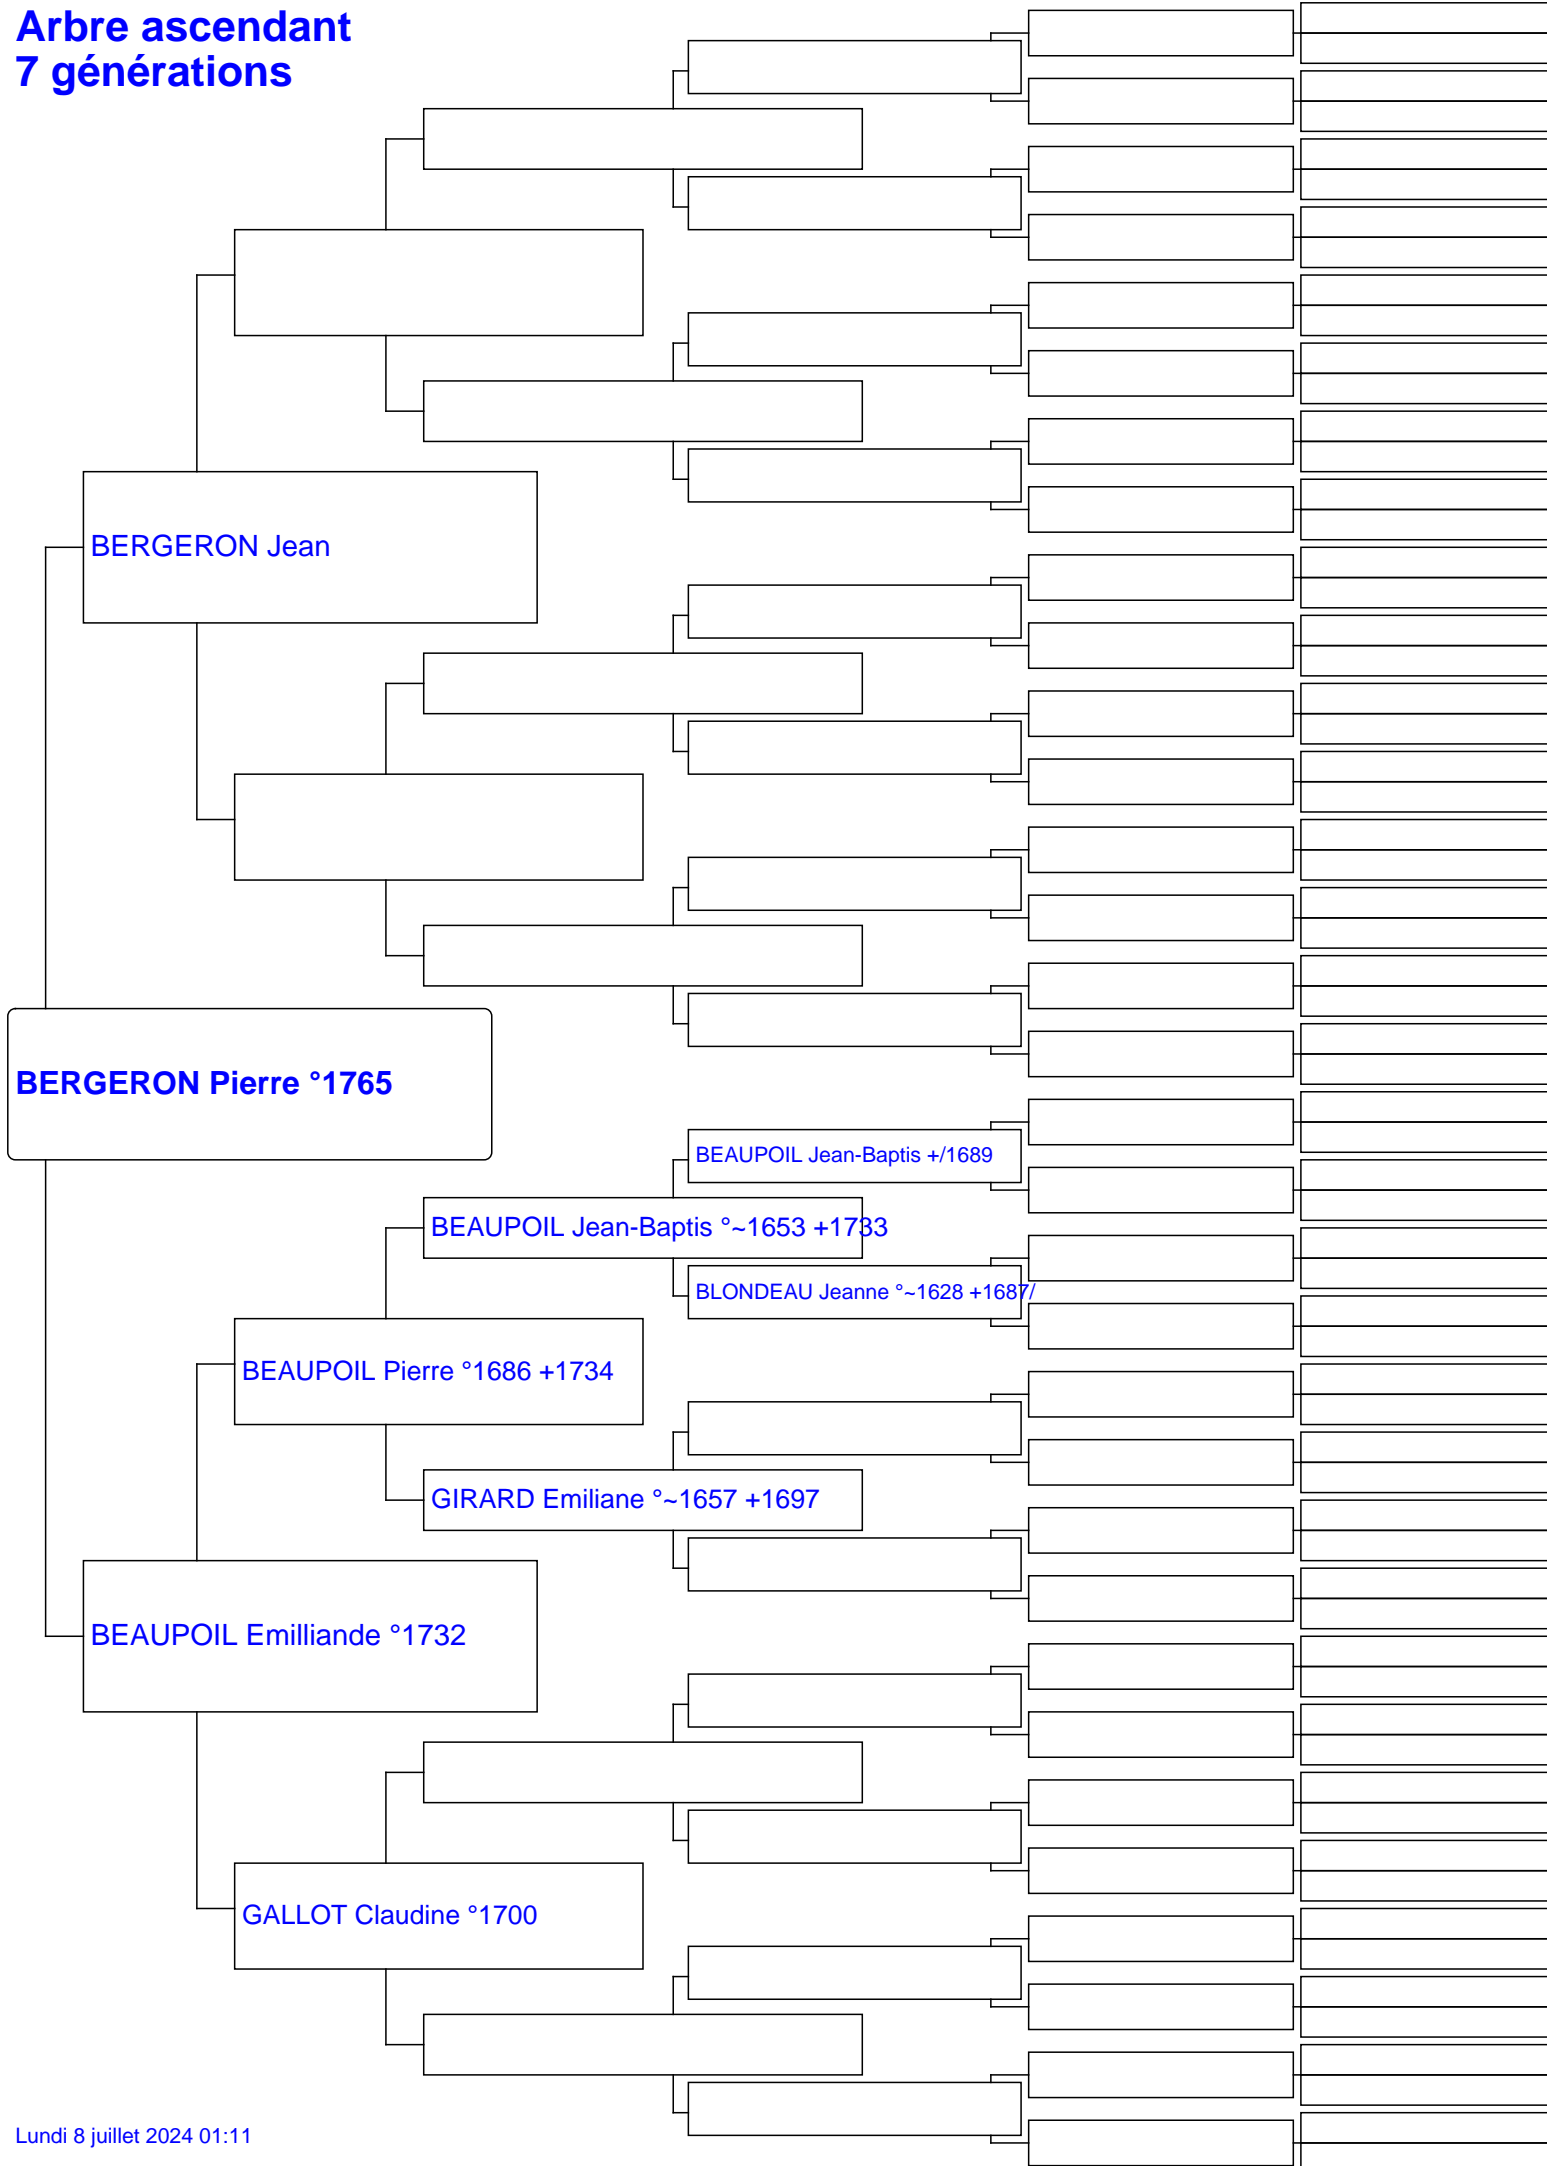 Arbre ascendant
7 générations
BERGERON Jean
BERGERON Pierre °1765
BEAUPOIL Jean-Baptis +/1689
BEAUPOIL Jean-Baptis °~1653 +1733
BLONDEAU Jeanne °~1628 +1687/
BEAUPOIL Pierre °1686 +1734
GIRARD Emiliane °~1657 +1697
BEAUPOIL Emilliande °1732
GALLOT Claudine °1700
Lundi 8 juillet 2024 01:11